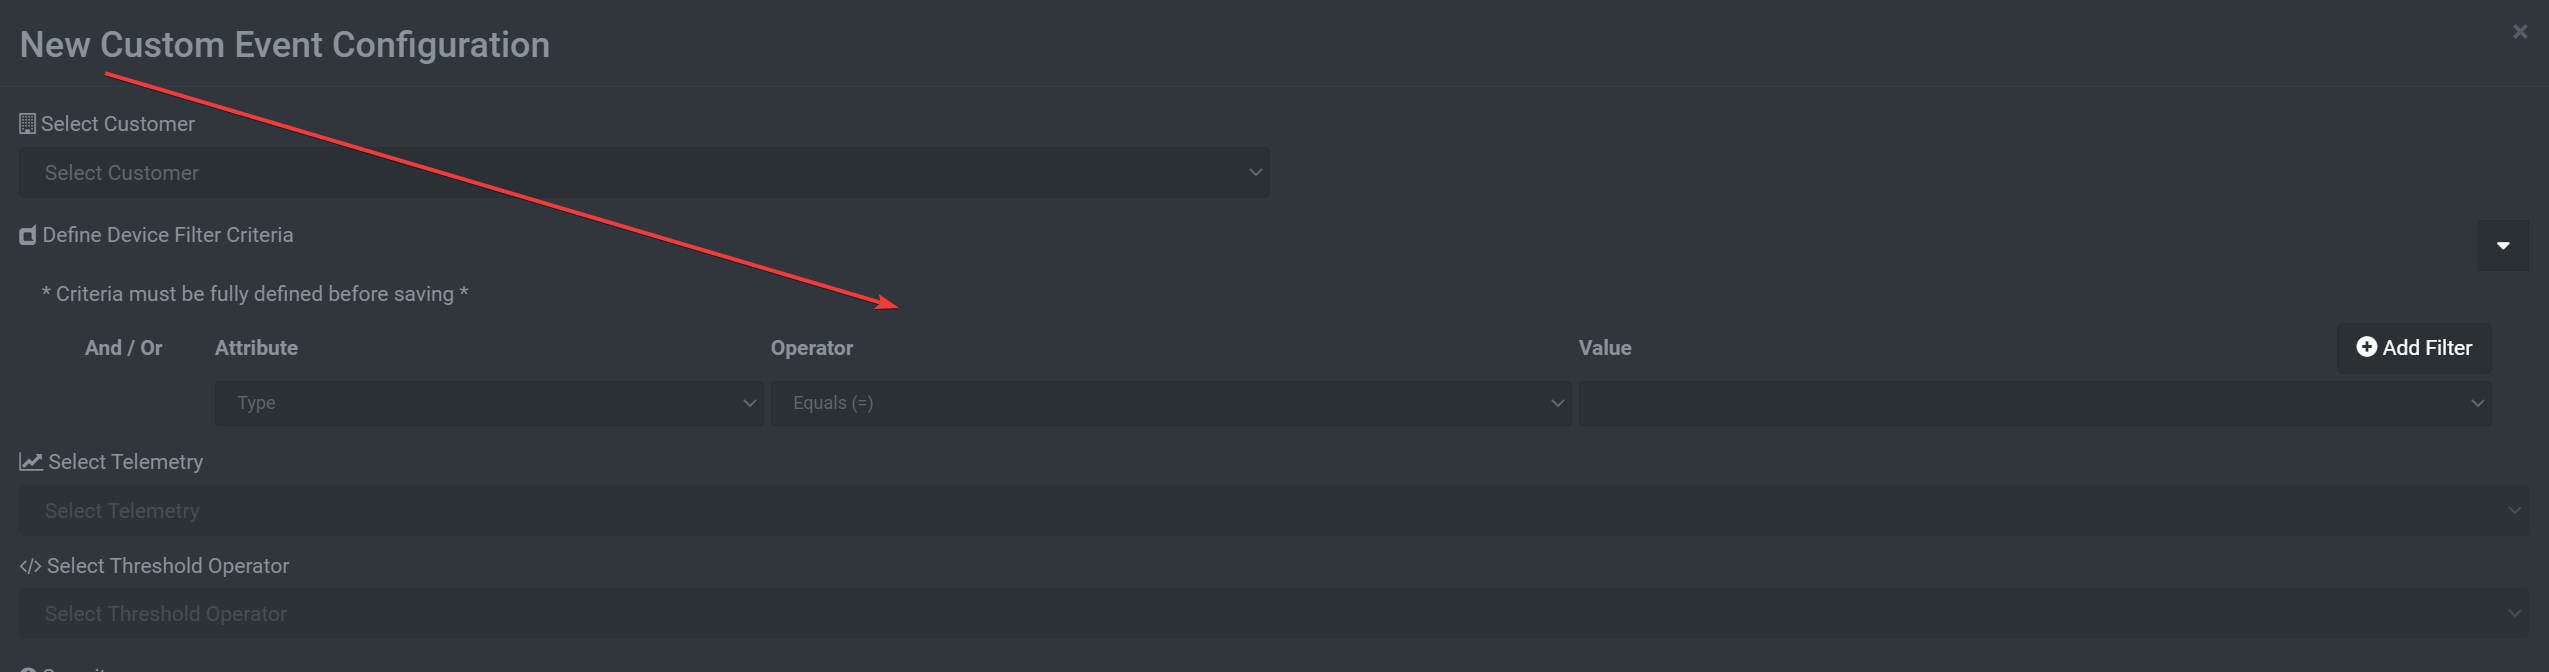 New Custom Event Configuration
×
Select Customer
Select Customer
Define Device Filter Criteria
* Criteria must be fully defined before saving *
And / Or Attribute Operator Value Add Filter
Type Equals (=)
Select Telemetry
Select Telemetry
</> Select Threshold Operator
Select Threshold Operator